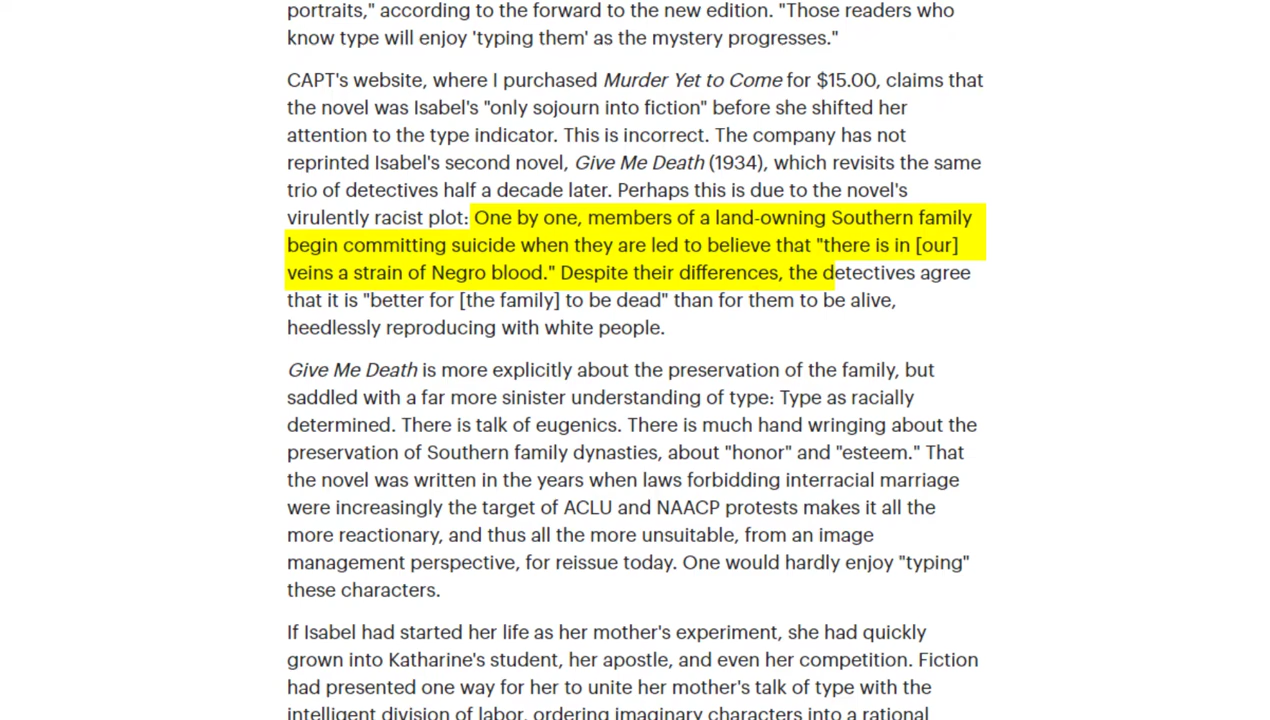 portraits," according to the forward to the new edition. "Those readers who
know type will enjoy 'typing them' as the mystery progresses."
CAPT's website, where I purchased Murder Yet to Come for $15.00, claims that
the novel was Isabel's "only sojourn into fiction" before she shifted her
attention to the type indicator. This is incorrect. The company has not
reprinted Isabel's second novel, Give Me Death (1934), which revisits the same
trio of detectives half a decade later. Perhaps this is due to the novel's
virulently racist plot: One by one, members of a land-owning Southern family
begin committing suicide when they are led to believe that "there is in [our]
veins a strain of Negro blood." Despite their differences, the detectives agree
that it is "better for [the family] to be dead" than for them to be alive,
heedlessly reproducing with white people.
Give Me Death is more explicitly about the preservation of the family, but
saddled with a far more sinister understanding of type: Type as racially
determined. There is talk of eugenics. There is much hand wringing about the
preservation of Southern family dynasties, about "honor" and "esteem." That
the novel was written in the years when laws forbidding interracial marriage
were increasingly the target of ACLU and NAACP protests makes it all the
more reactionary, and thus all the more unsuitable, from an image
management perspective, for reissue today. One would hardly enjoy "typing"
these characters.
If Isabel had started her life as her mother's experiment, she had quickly
grown into Katharine's student, her apostle, and even her competition. Fiction
had presented one way for her to unite her mother's talk of type with the
intelligent division of labor, ordering imaginary characters into a rational